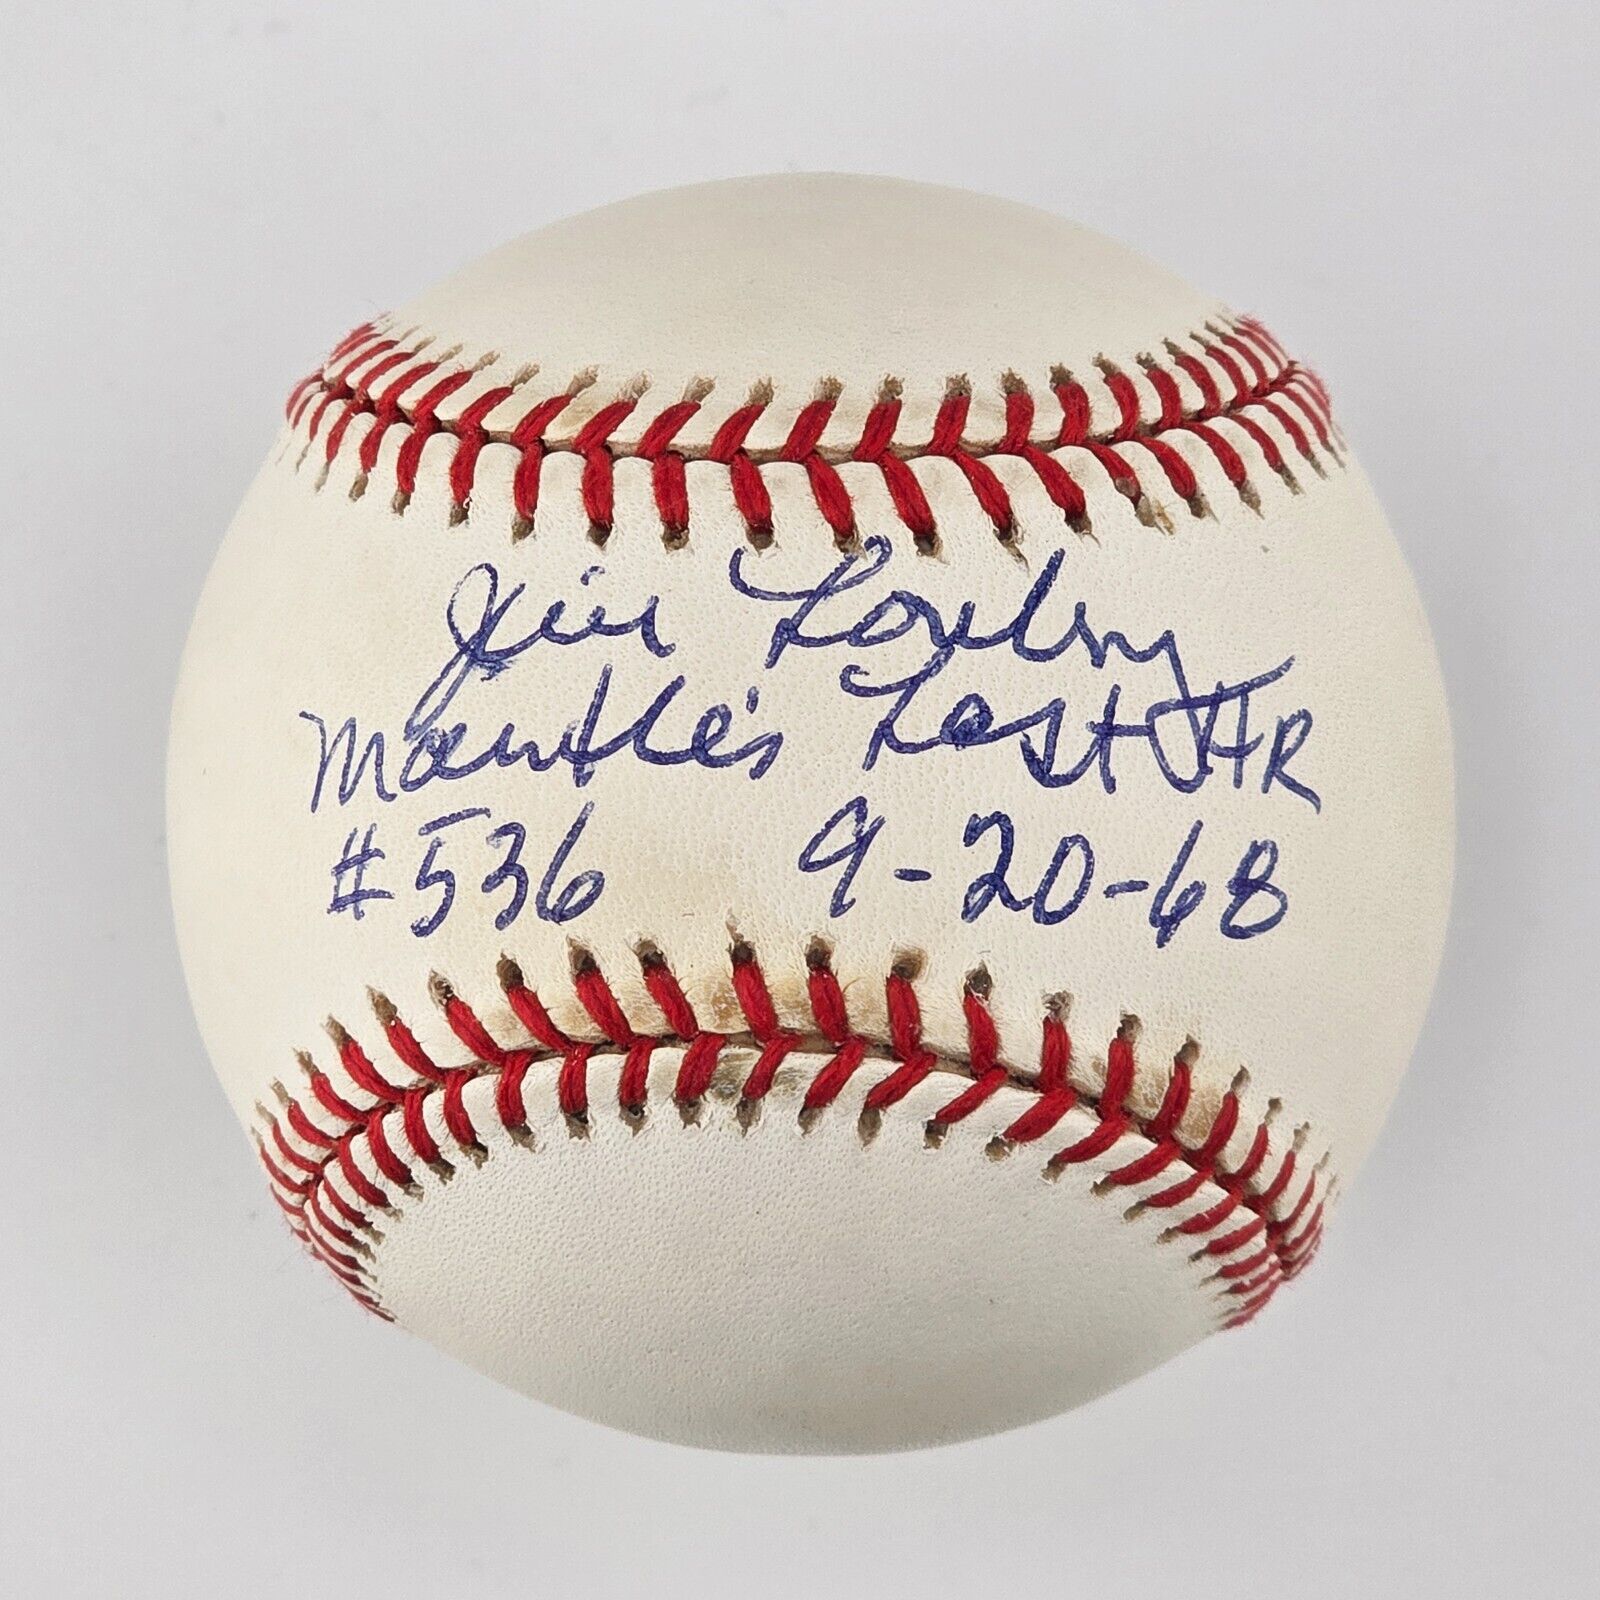 Jim Lonborg
Mantle's Last HR
#536 9-20-68